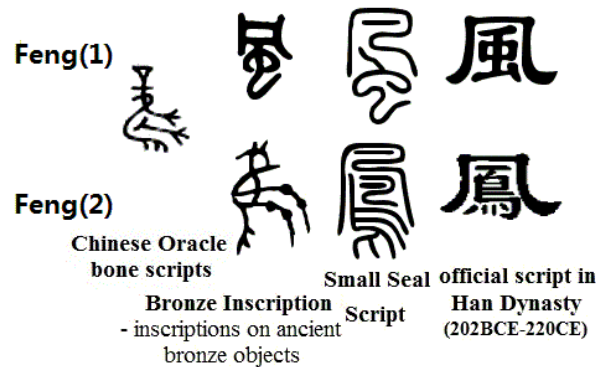 Feng(1)
風
Feng(2)
鳳
Chinese Oracle
bone scripts
Bronze Inscription
- inscriptions on ancient
bronze objects
Small Seal
Script
official script in
Han Dynasty
(202BCE-220CE)